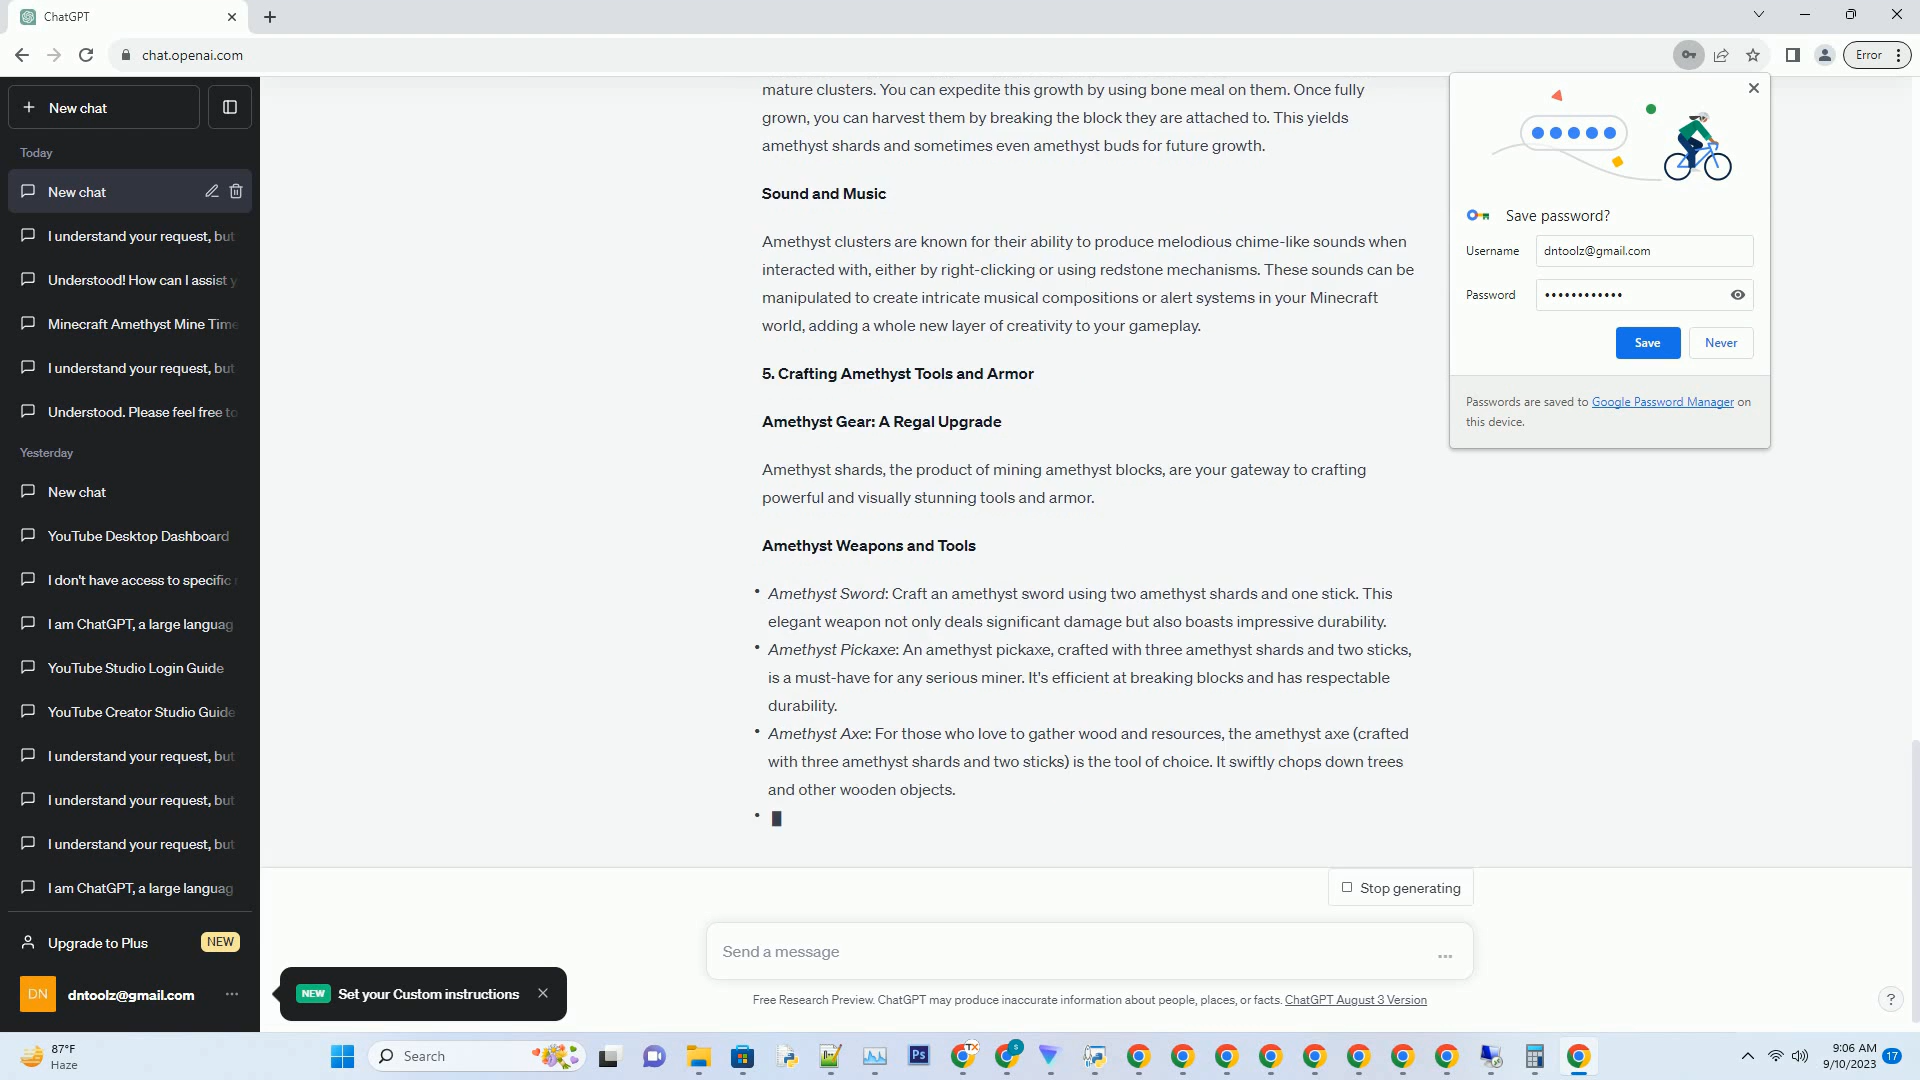 ChatGPT
chat.openai.com
Error
New chat
Today
New chat
I understand your request, but
Understood! How can I assist y
Minecraft Amethyst Mine Time
I understand your request, but
Understood. Please feel free to
Yesterday
New chat
YouTube Desktop Dashboard
I don't have access to specific
I am ChatGPT, a large languag
YouTube Studio Login Guide
YouTube Creator Studio Guide
I understand your request, but
I understand your request, but
I understand your request, but
I am ChatGPT, a large languag
Upgrade to Plus NEW
DN dntoolz@gmail.com
mature clusters. You can expedite this growth by using bone meal on them. Once fully
grown, you can harvest them by breaking the block they are attached to. This yields
amethyst shards and sometimes even amethyst buds for future growth.
Sound and Music
Amethyst clusters are known for their ability to produce melodious chime-like sounds when
interacted with, either by right-clicking or using redstone mechanisms. These sounds can be
manipulated to create intricate musical compositions or alert systems in your Minecraft
world, adding a whole new layer of creativity to your gameplay.
5. Crafting Amethyst Tools and Armor
Amethyst Gear: A Regal Upgrade
Amethyst shards, the product of mining amethyst blocks, are your gateway to crafting
powerful and visually stunning tools and armor.
Amethyst Weapons and Tools
• Amethyst Sword: Craft an amethyst sword using two amethyst shards and one stick. This
elegant weapon not only deals significant damage but also boasts impressive durability.
• Amethyst Pickaxe: An amethyst pickaxe, crafted with three amethyst shards and two sticks,
is a must-have for any serious miner. It's efficient at breaking blocks and has respectable
durability.
• Amethyst Axe: For those who love to gather wood and resources, the amethyst axe (crafted
with three amethyst shards and two sticks) is the tool of choice. It swiftly chops down trees
and other wooden objects.
•
Stop generating
Send a message
Free Research Preview. ChatGPT may produce inaccurate information about people, places, or facts. ChatGPT August 3 Version
NEW Set your Custom instructions
?
Save password?
Username dntoolz@gmail.com
Password ••••••••••••
Save Never
Passwords are saved to Google Password Manager on
this device.
87°F
Haze
Search
Ps
TX
s
9:06 AM
9/10/2023
17